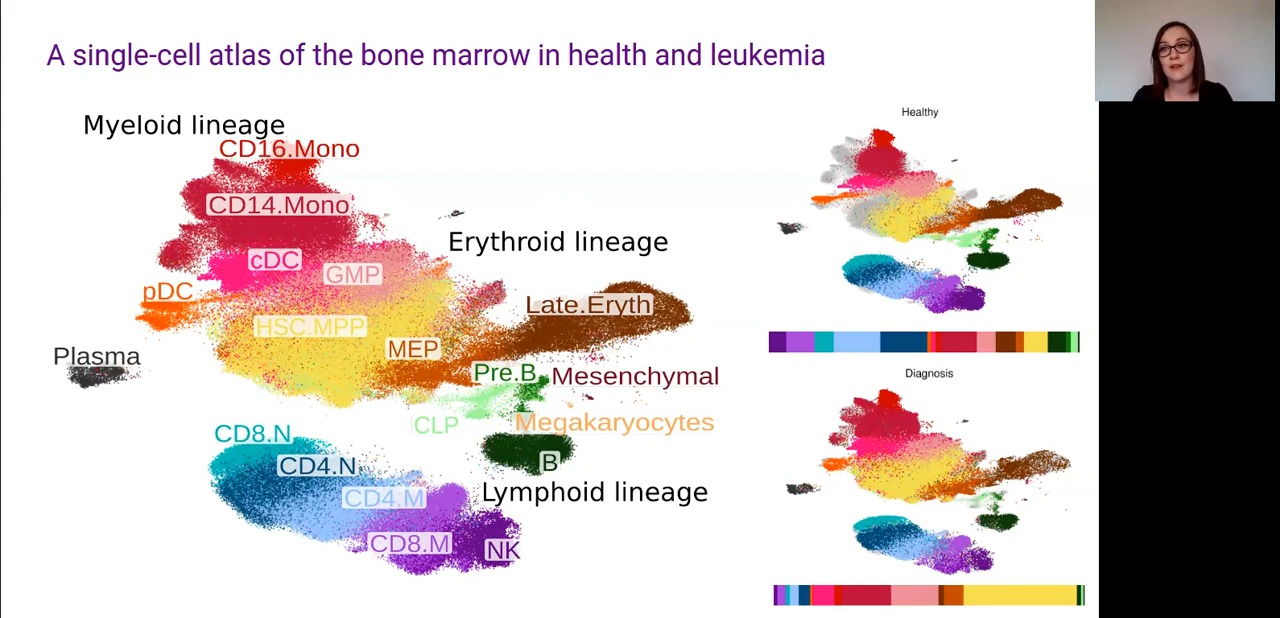 A single-cell atlas of the bone marrow in health and leukemia
Myeloid lineage
CD16.Mono
CD14.Mono
cDC
GMP
pDC
HSC.MPP
MEP
Plasma
Erythroid lineage
Late.Eryth
Pre.B
Mesenchymal
CLP
Megakaryocytes
B
Lymphoid lineage
CD8.N
CD4.N
CD4.M
CD8.M
NK
Healthy
Diagnosis